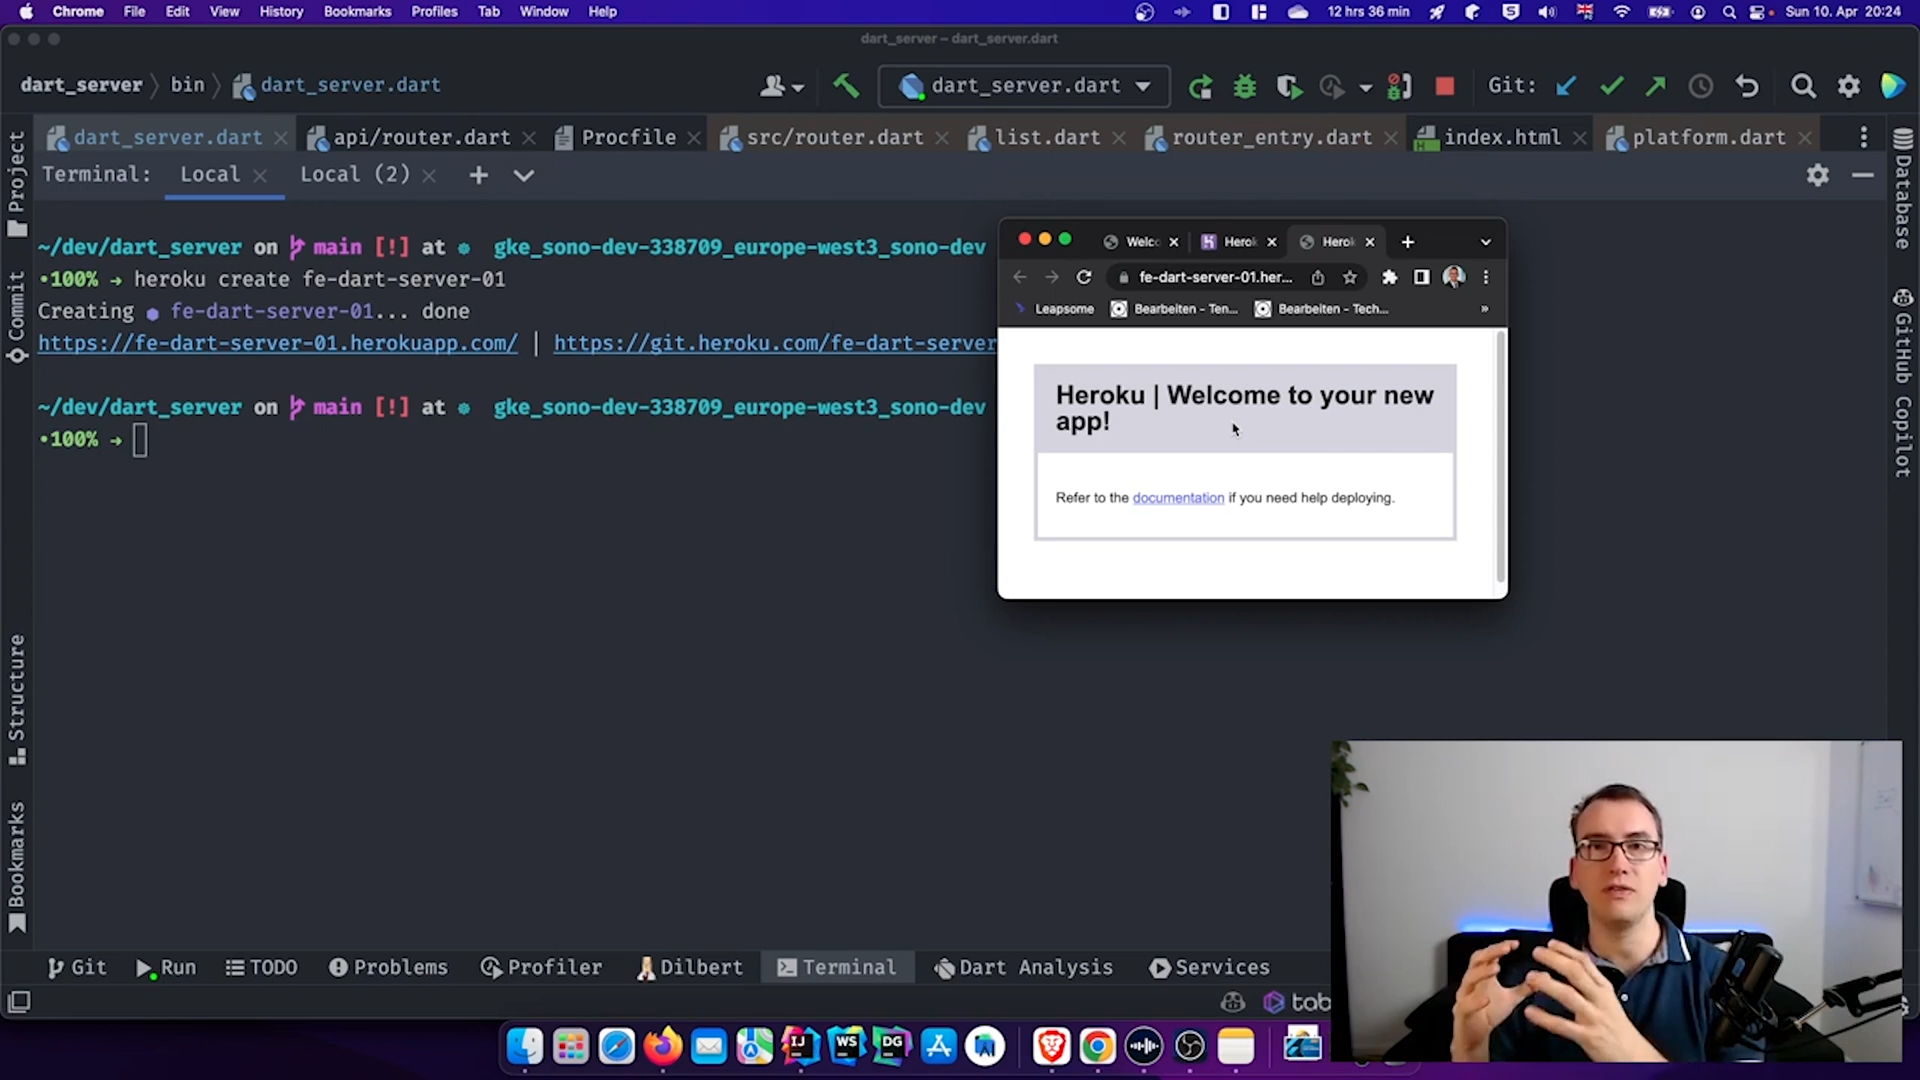 Chrome File Edit View History Bookmarks Profiles Tab Window Help 12 hrs 36 min Sun 10. Apr 20:24
dart_server – dart_server.dart
dart_server bin dart_server.dart dart_server.dart Git:
dart_server.dart api/router.dart Procfile src/router.dart list.dart router_entry.dart index.html platform.dart
Terminal: Local Local (2)
~/dev/dart_server on main [!] at gke_sono-dev-338709_europe-west3_sono-dev
•100% → heroku create fe-dart-server-01
Creating ⬢ fe-dart-server-01... done
https://fe-dart-server-01.herokuapp.com/ | https://git.heroku.com/fe-dart-server
~/dev/dart_server on main [!] at gke_sono-dev-338709_europe-west3_sono-dev
•100% →
Welc Herok Herok
fe-dart-server-01.her...
Leapsome Bearbeiten - Ten... Bearbeiten - Tech... »
Heroku | Welcome to your new
app!
Refer to the documentation if you need help deploying.
Project
Commit
Structure
Bookmarks
Database
GitHub Copilot
Git Run TODO Problems Profiler Dilbert Terminal Dart Analysis Services
tab
IJ WS DG